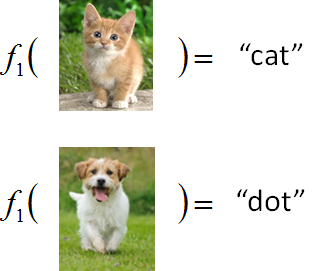 f₁( ) = “cat”
f₁( ) = “dot”